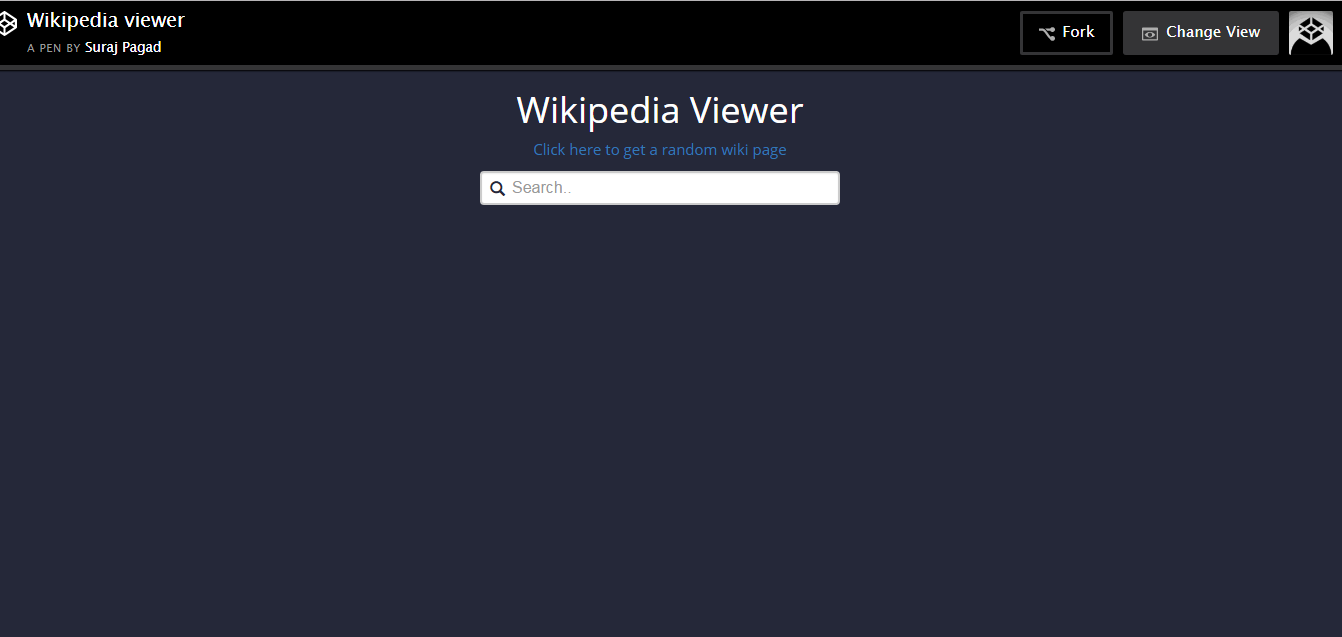 Wikipedia viewer
A PEN BY Suraj Pagad
Fork
Change View
Wikipedia Viewer
Click here to get a random wiki page
Search..